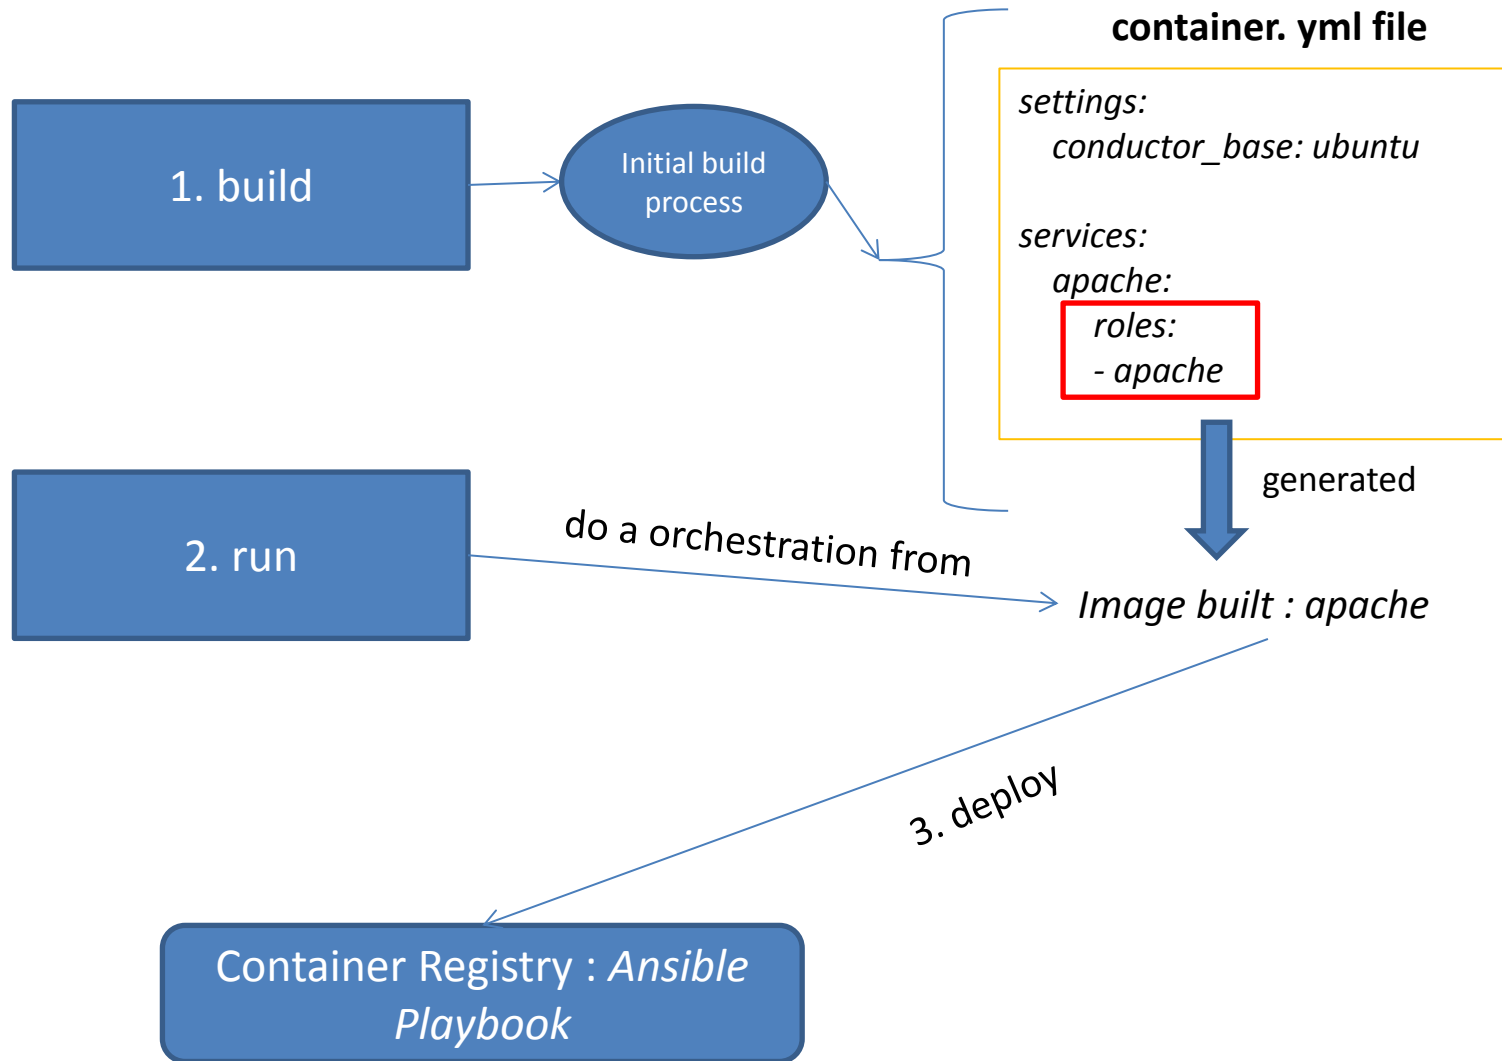 container. yml file
1. build
Initial build
process
settings:
conductor_base: ubuntu
services:
apache:
roles:
- apache
generated
2. run
do a orchestration from
Image built : apache
3. deploy
Container Registry : Ansible
Playbook